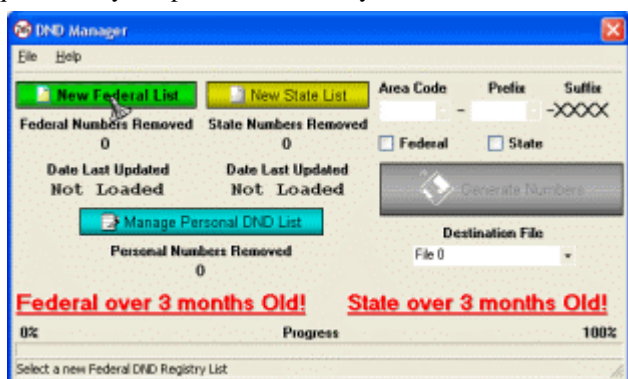 DND Manager
File Help
New Federal List New State List Area Code Prefix Suffix
- -XXXX
Federal Numbers Removed State Numbers Removed
0 0
Federal State
Date Last Updated Date Last Updated
Not Loaded Not Loaded
Generate Numbers
Manage Personal DND List
Destination File
Personal Numbers Removed
File 0
0
Federal over 3 months Old! State over 3 months Old!
0% Progress 100%
Select a new Federal DND Registry List